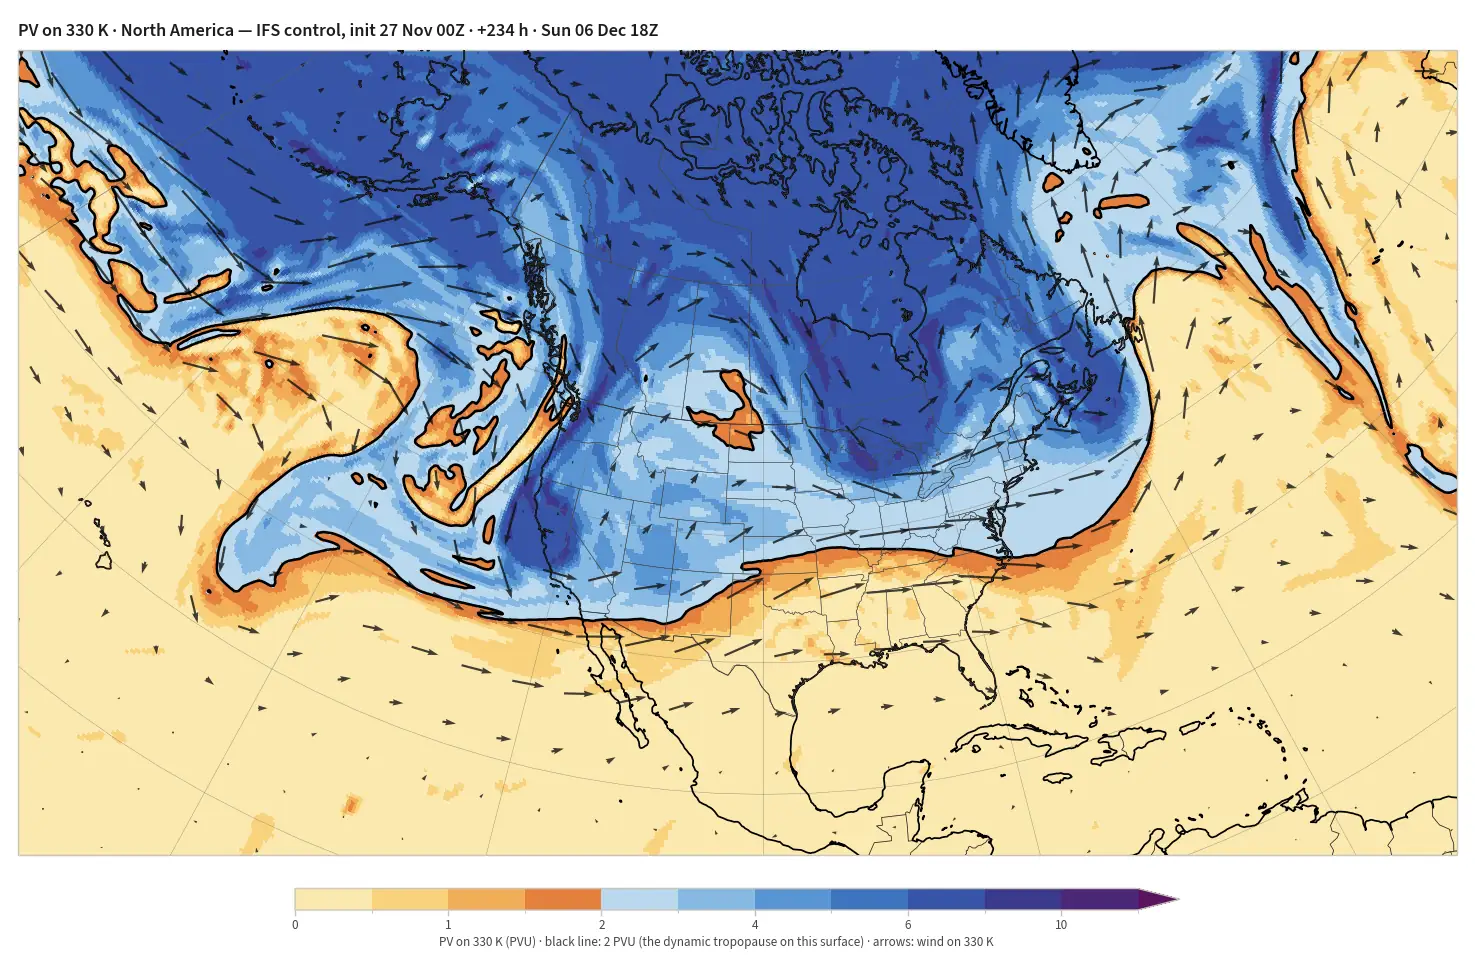 PV on 330 K · North America — IFS control, init 27 Nov 00Z · +234 h · Sun 06 Dec 18Z
0 1 2 4 6 10
PV on 330 K (PVU) · black line: 2 PVU (the dynamic tropopause on this surface) · arrows: wind on 330 K